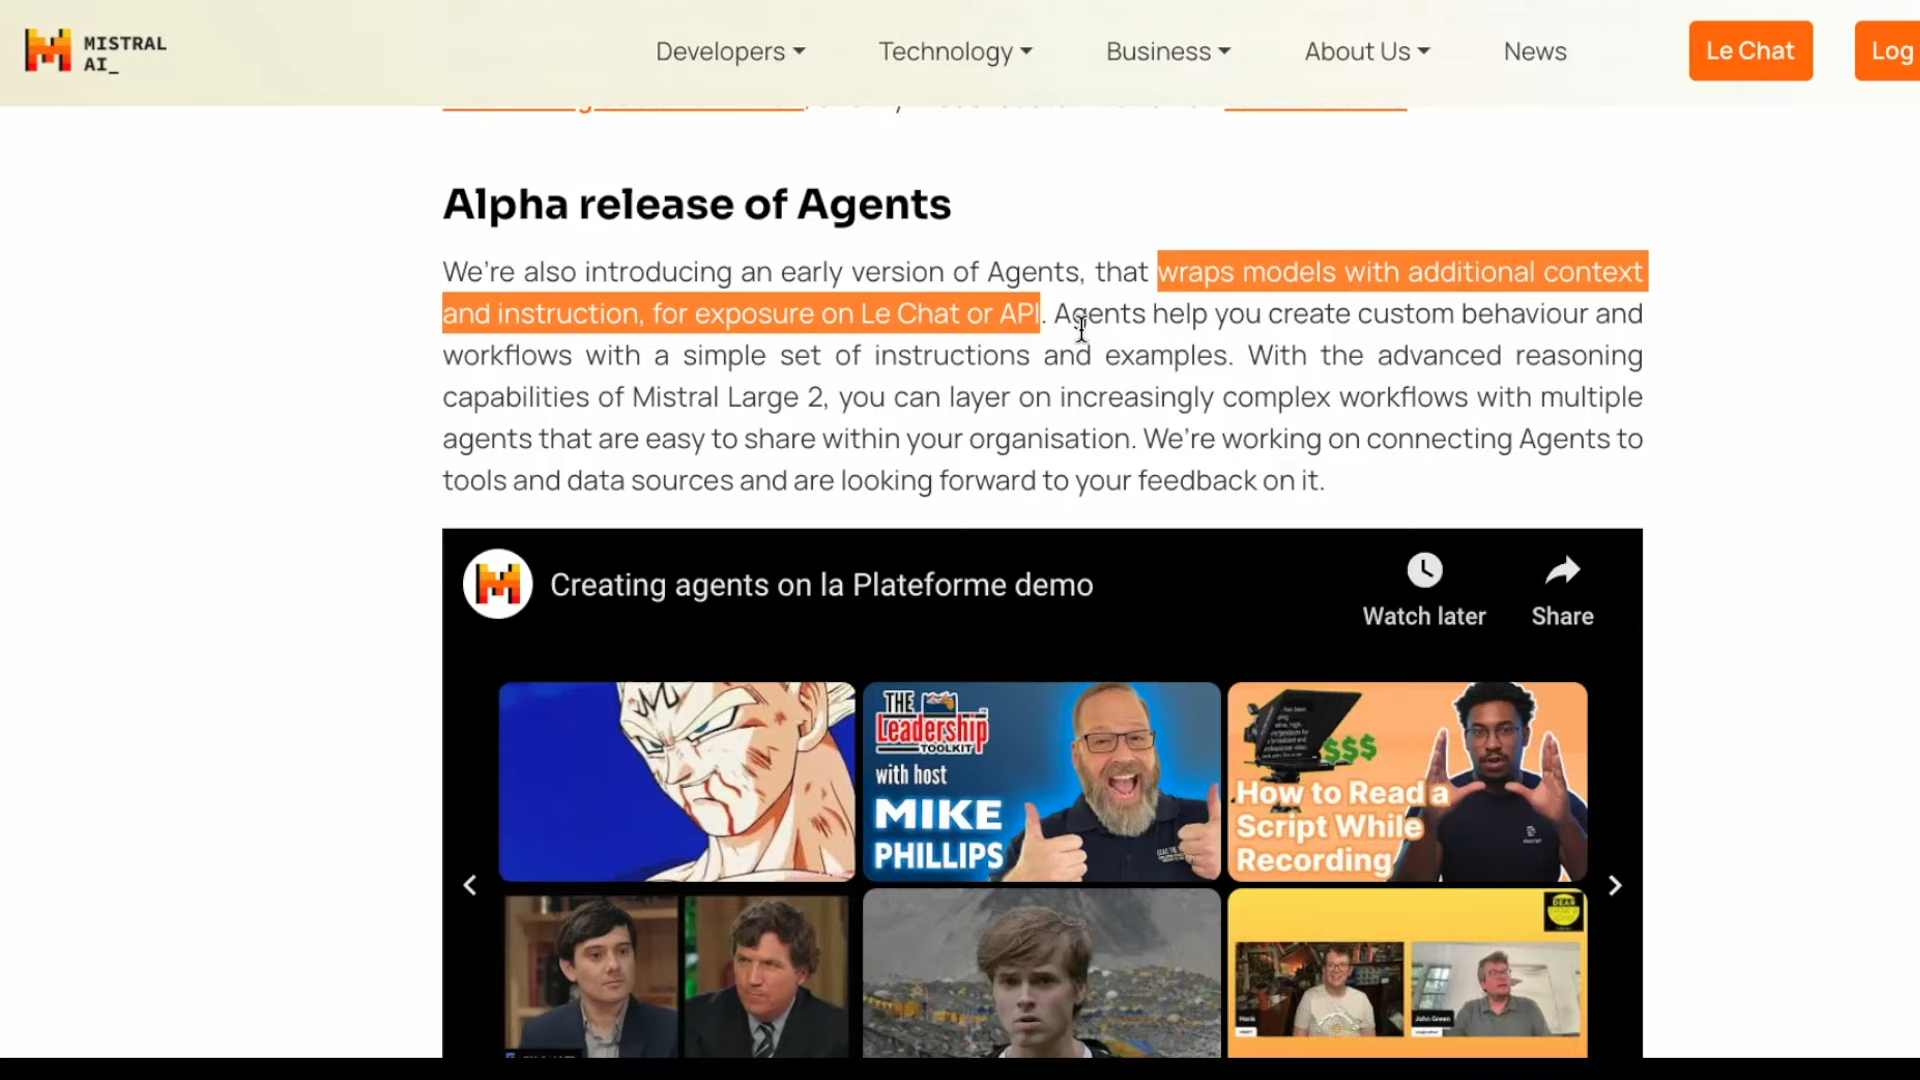 MISTRAL
AI_
Developers
Technology
Business
About Us
News
Le Chat
Log
Alpha release of Agents
We're also introducing an early version of Agents, that wraps models with additional context
and instruction, for exposure on Le Chat or API. Agents help you create custom behaviour and
workflows with a simple set of instructions and examples. With the advanced reasoning
capabilities of Mistral Large 2, you can layer on increasingly complex workflows with multiple
agents that are easy to share within your organisation. We're working on connecting Agents to
tools and data sources and are looking forward to your feedback on it.
Creating agents on la Plateforme demo
Watch later
Share
THE
Leadership
TOOLKIT
with host
MIKE
PHILLIPS
$$$
How to Read a
Script While
Recording
DEAR
Hank
John Green